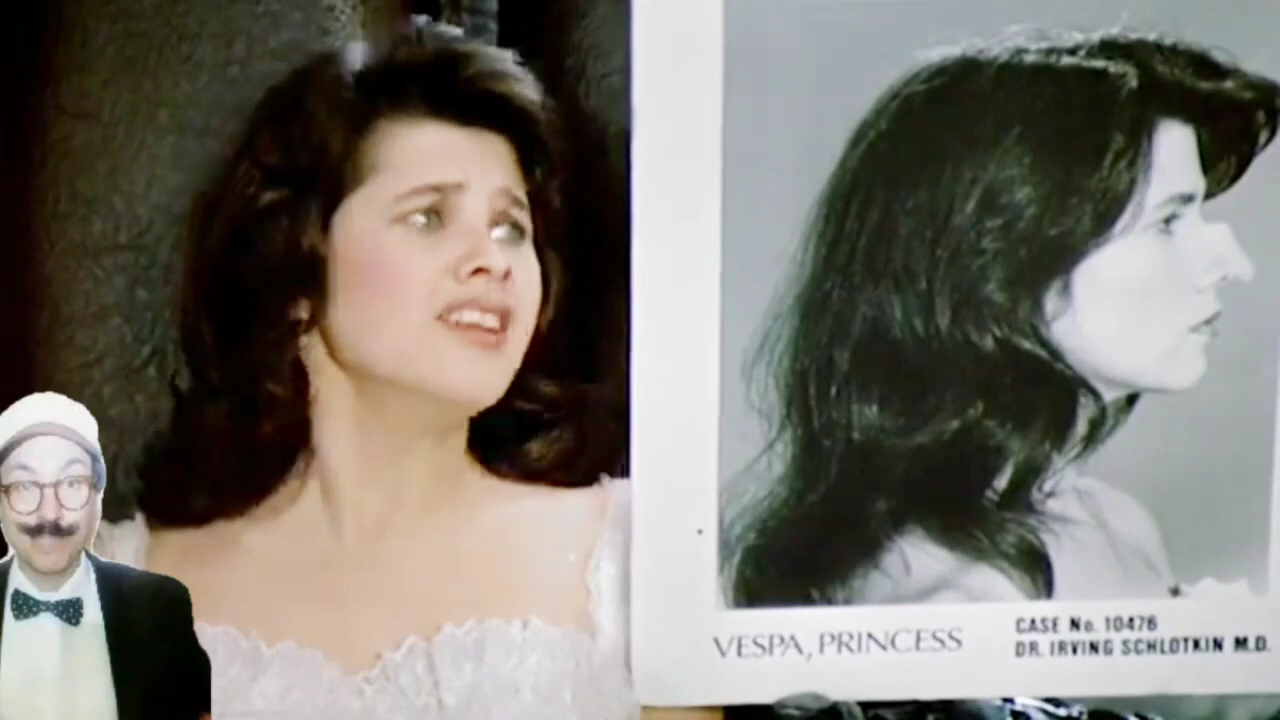 VESPA, PRINCESS
CASE No. 10476
DR. IRVING SCHLOTKIN M.D.